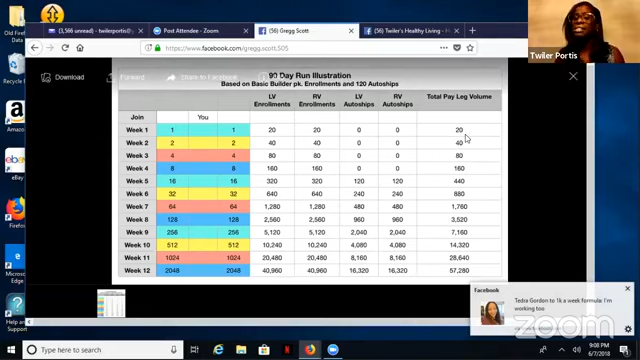 Old Firef
Data
Recyc
Bin
Amazo
Firefo
Help
and
Suppo
(3,566 unread) - twilerportis@
Post Attendee - Zoom
(56) Gregg Scott
(56) Twiler's Healthy Living - H
https://www.facebook.com/gregg.scott.505
Twiler Portis
Download
Forward
Share to Facebook
90 Day Run Illustration
Based on Basic Builder pk. Enrollments and 120 Autoships
LV Enrollments RV Enrollments LV Autoships RV Autoships Total Pay Leg Volume
Join You
Week 1 1 1 20 20 0 0 20
Week 2 2 2 40 40 0 0 40
Week 3 4 4 80 80 0 0 80
Week 4 8 8 160 160 0 0 160
Week 5 16 16 320 320 120 120 440
Week 6 32 32 640 640 240 240 880
Week 7 64 64 1,280 1,280 480 480 1,760
Week 8 128 128 2,560 2,560 960 960 3,520
Week 9 256 256 5,120 5,120 2,040 2,040 7,160
Week 10 512 512 10,240 10,240 4,080 4,080 14,320
Week 11 1024 1024 20,480 20,480 8,160 8,160 28,640
Week 12 2048 2048 40,960 40,960 16,320 16,320 57,280
Facebook
Tedre Gordon to 1k a week formula: I'm
working too
zoom
Type here to search
9:08 PM
6/7/2018